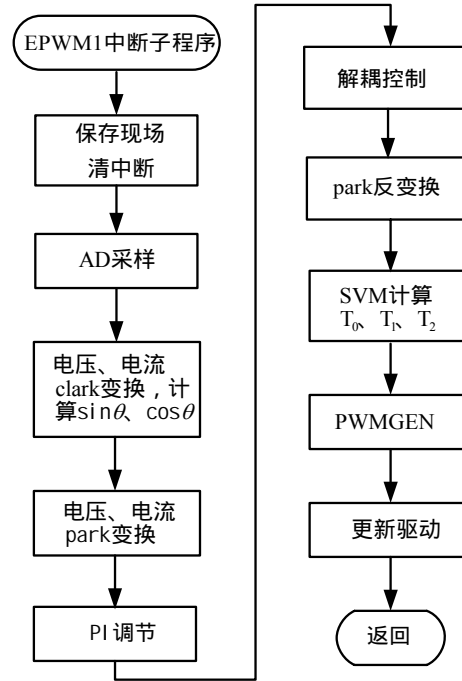 EPWM1中断子程序
保存现场
清中断
AD采样
电压、电流
clark变换，计
算sinθ、cosθ
电压、电流
park变换
PI调节
解耦控制
park反变换
SVM计算
T₀、T₁、T₂
PWMGEN
更新驱动
返回